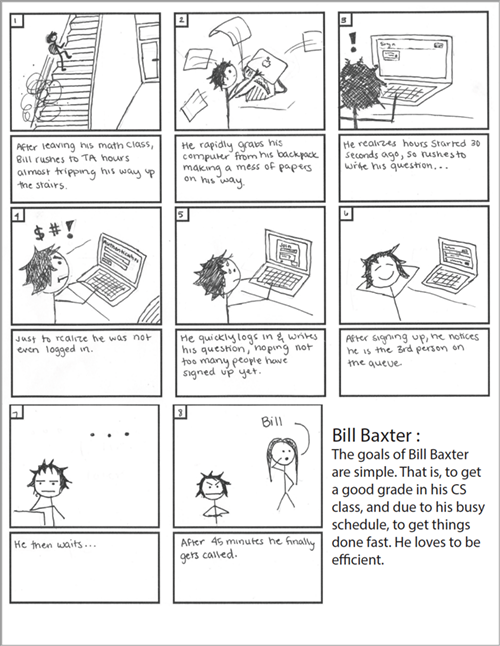 1
After leaving his math class,
Bill rushes to TA hours
almost tripping his way up
the stairs.
2
He rapidly grabs his
computer from his backpack
making a mess of papers
on his way.
3
!
He realizes hours started 30
seconds ago, so rushes to
write his question...
4
$#!
Just to realize he was not
even logged in.
5
Join
He quickly logs in & writes
his question, hoping not
too many people have
signed up yet.
6
After signing up, he notices
he is the 3rd person on
the queue.
7
...
He then waits...
8
Bill
After 45 minutes he finally
gets called.
Bill Baxter :
The goals of Bill Baxter
are simple. That is, to get
a good grade in his CS
class, and due to his busy
schedule, to get things
done fast. He loves to be
efficient.